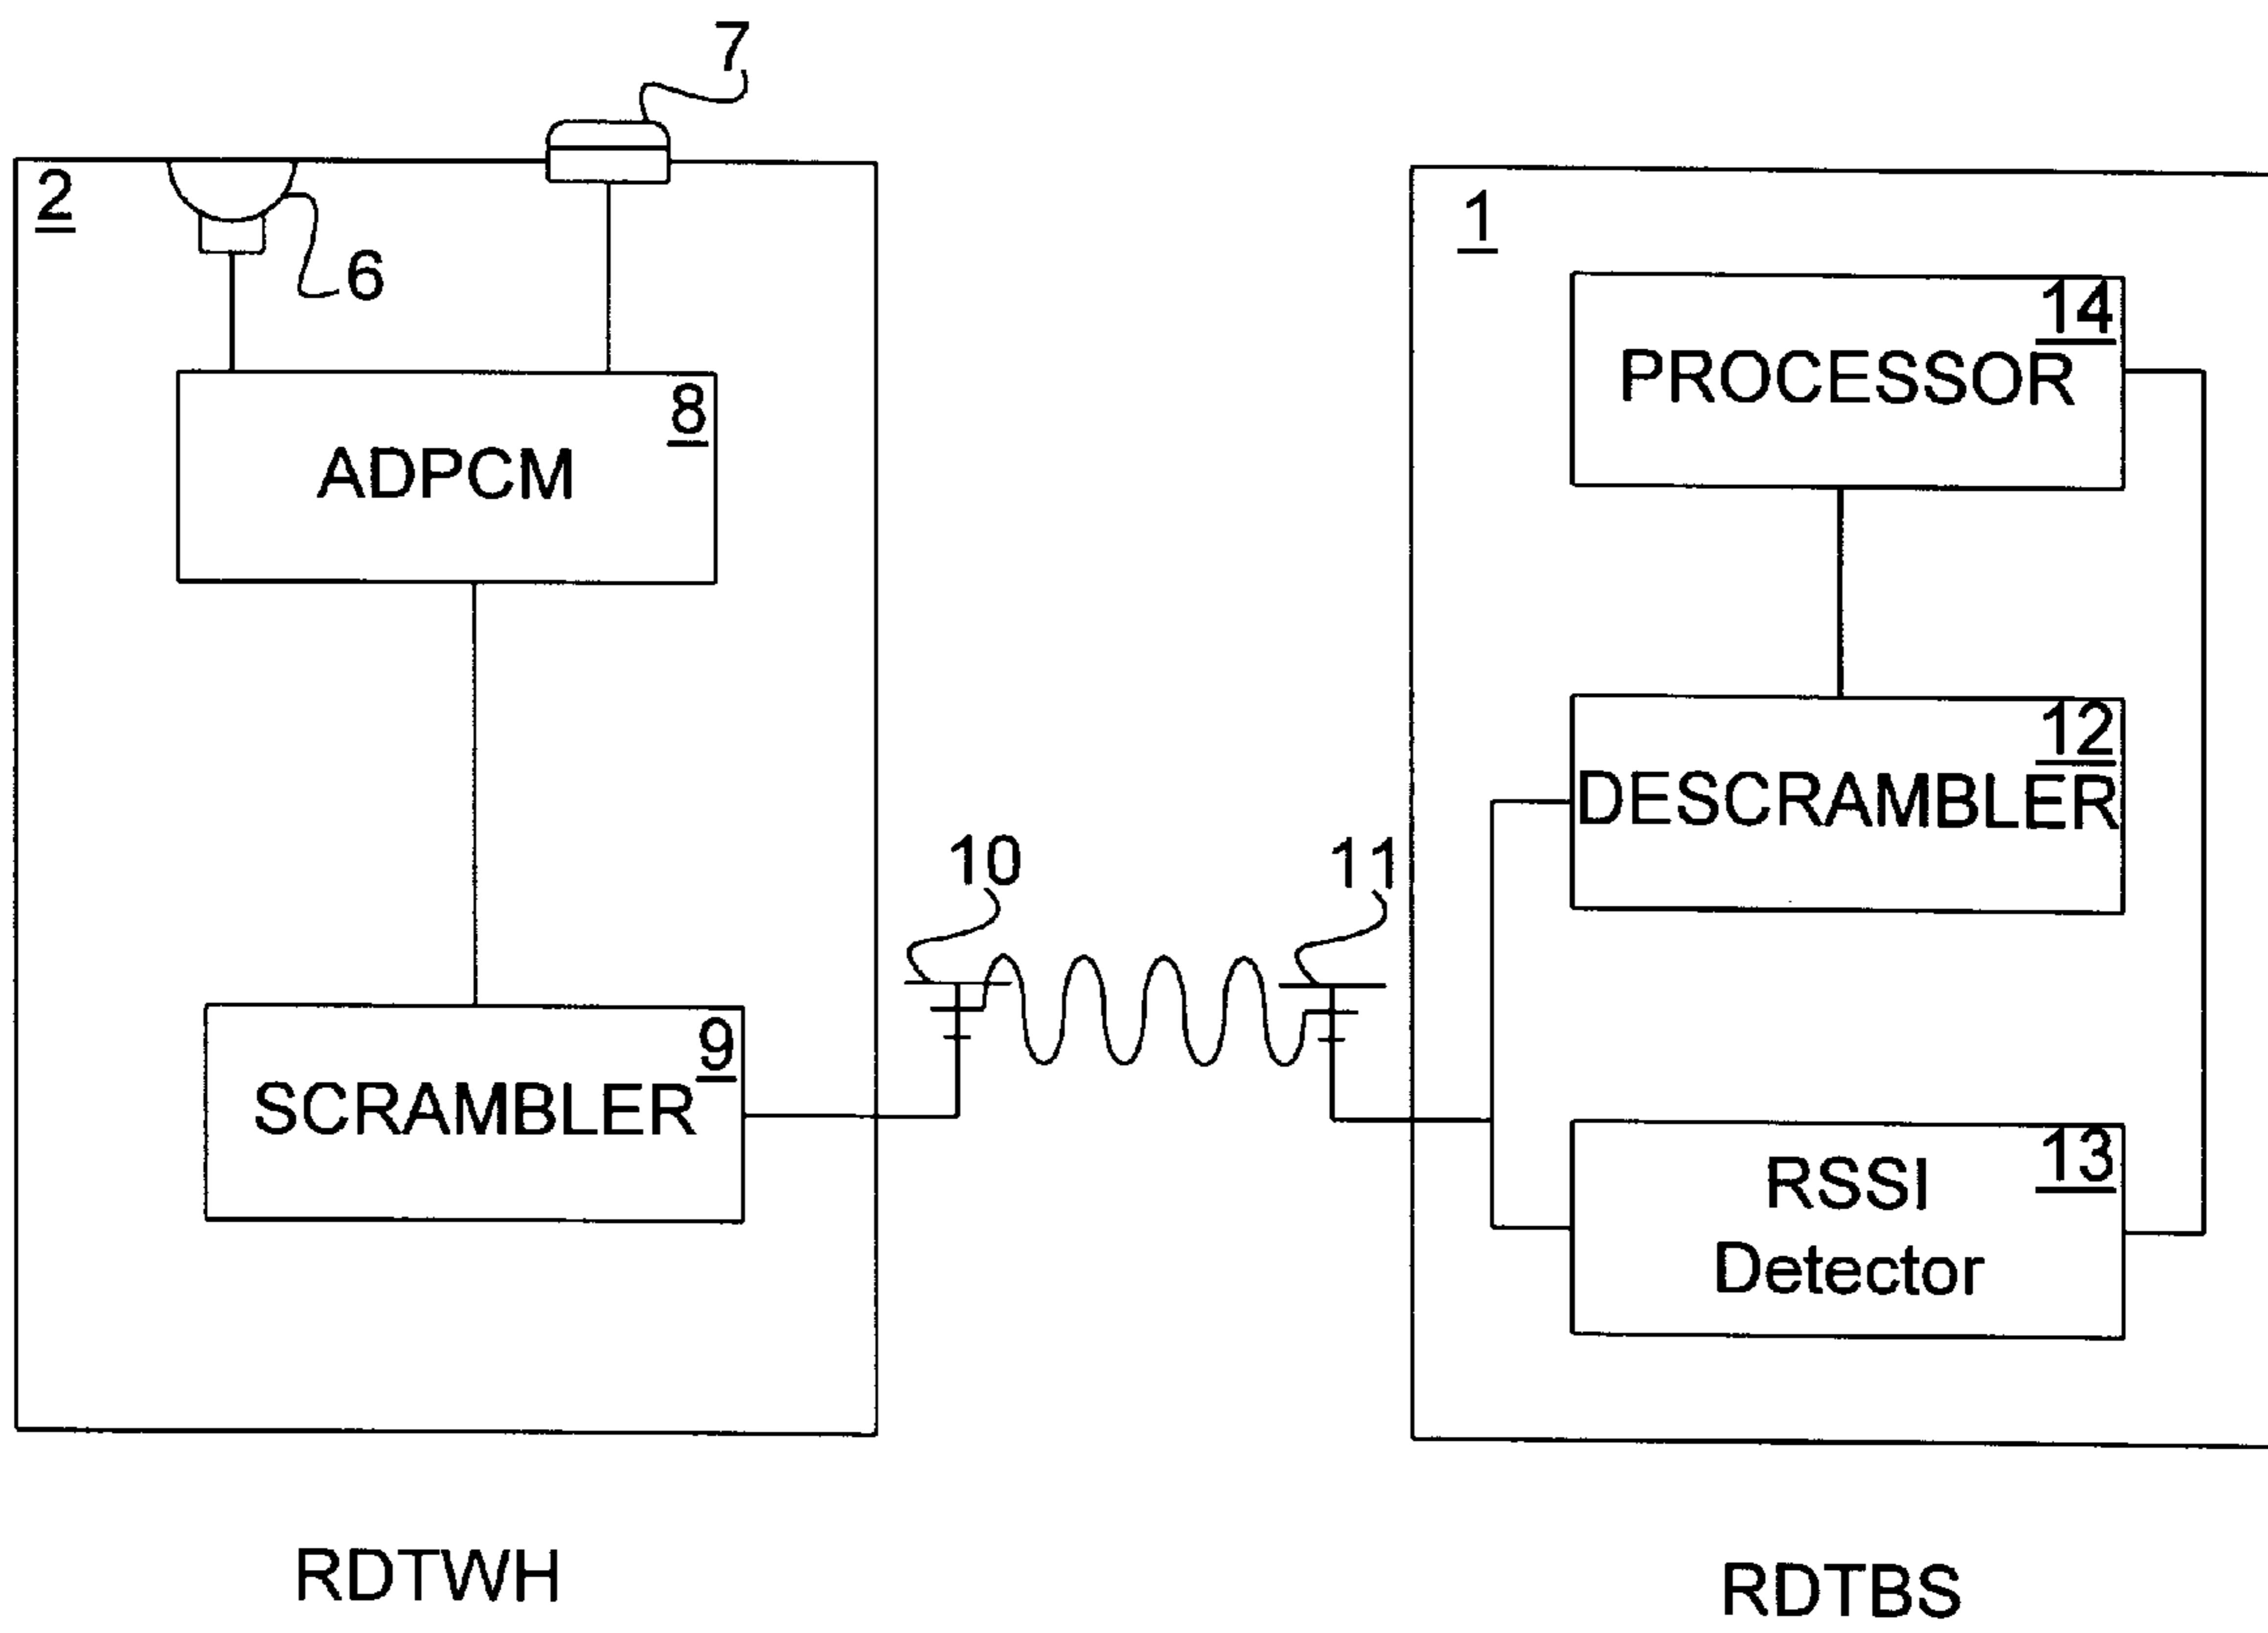 7
2
6
8
ADPCM
9
SCRAMBLER
10
11
1
14
PROCESSOR
12
DESCRAMBLER
13
RSSI
Detector
RDTWH
RDTBS